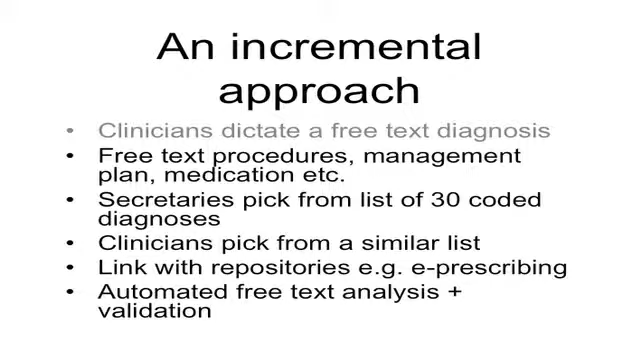 An incremental
approach
• Clinicians dictate a free text diagnosis
• Free text procedures, management
plan, medication etc.
• Secretaries pick from list of 30 coded
diagnoses
• Clinicians pick from a similar list
• Link with repositories e.g. e-prescribing
• Automated free text analysis +
validation